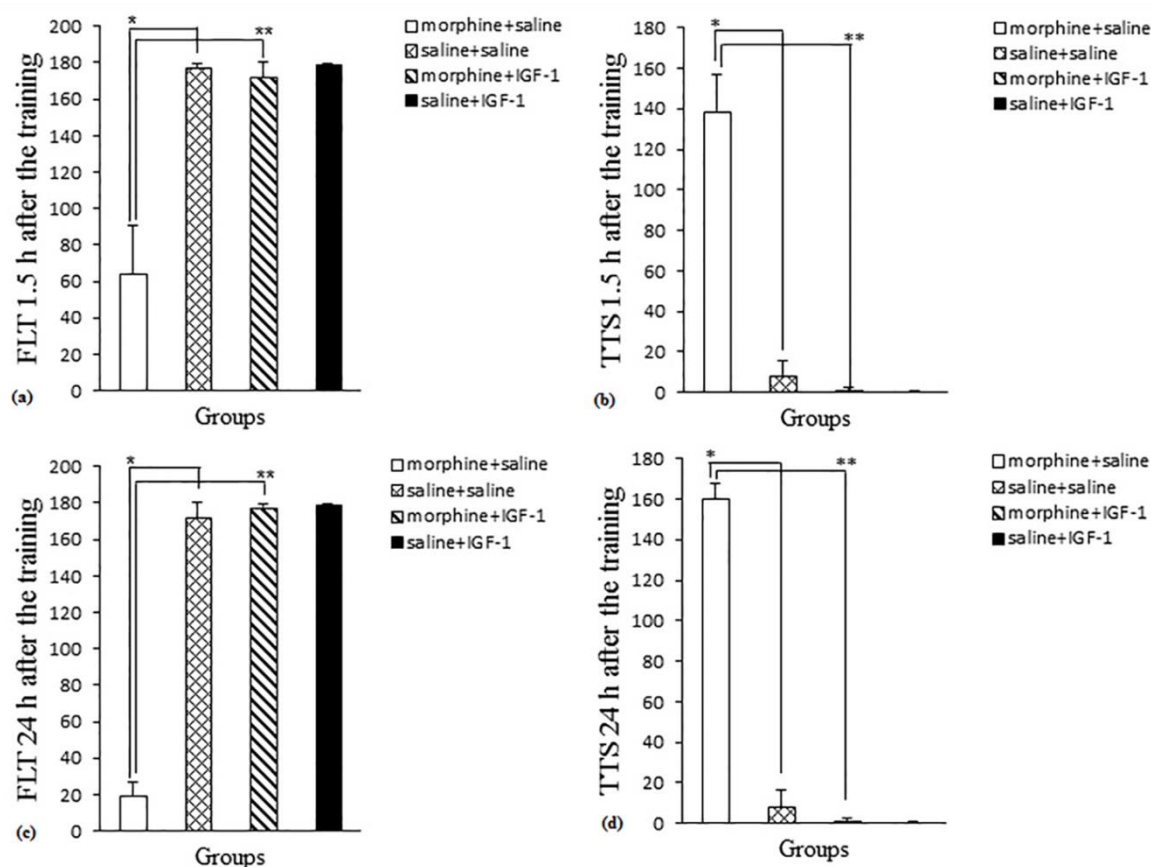 FLT 1.5 h after the training
200
180
160
140
120
100
80
60
40
20
0
*
**
morphine+saline
saline+saline
morphine+IGF-1
saline+IGF-1
(a)
Groups
TTS 1.5 h after the training
180
160
140
120
100
80
60
40
20
0
*
**
morphine+saline
saline+saline
morphine+IGF-1
saline+IGF-1
(b)
Groups
FLT 24 h after the training
200
180
160
140
120
100
80
60
40
20
0
*
**
morphine+saline
saline+saline
morphine+IGF-1
saline+IGF-1
(c)
Groups
TTS 24 h after the training
180
160
140
120
100
80
60
40
20
0
*
**
morphine+saline
saline+saline
morphine+IGF-1
saline+IGF-1
(d)
Groups